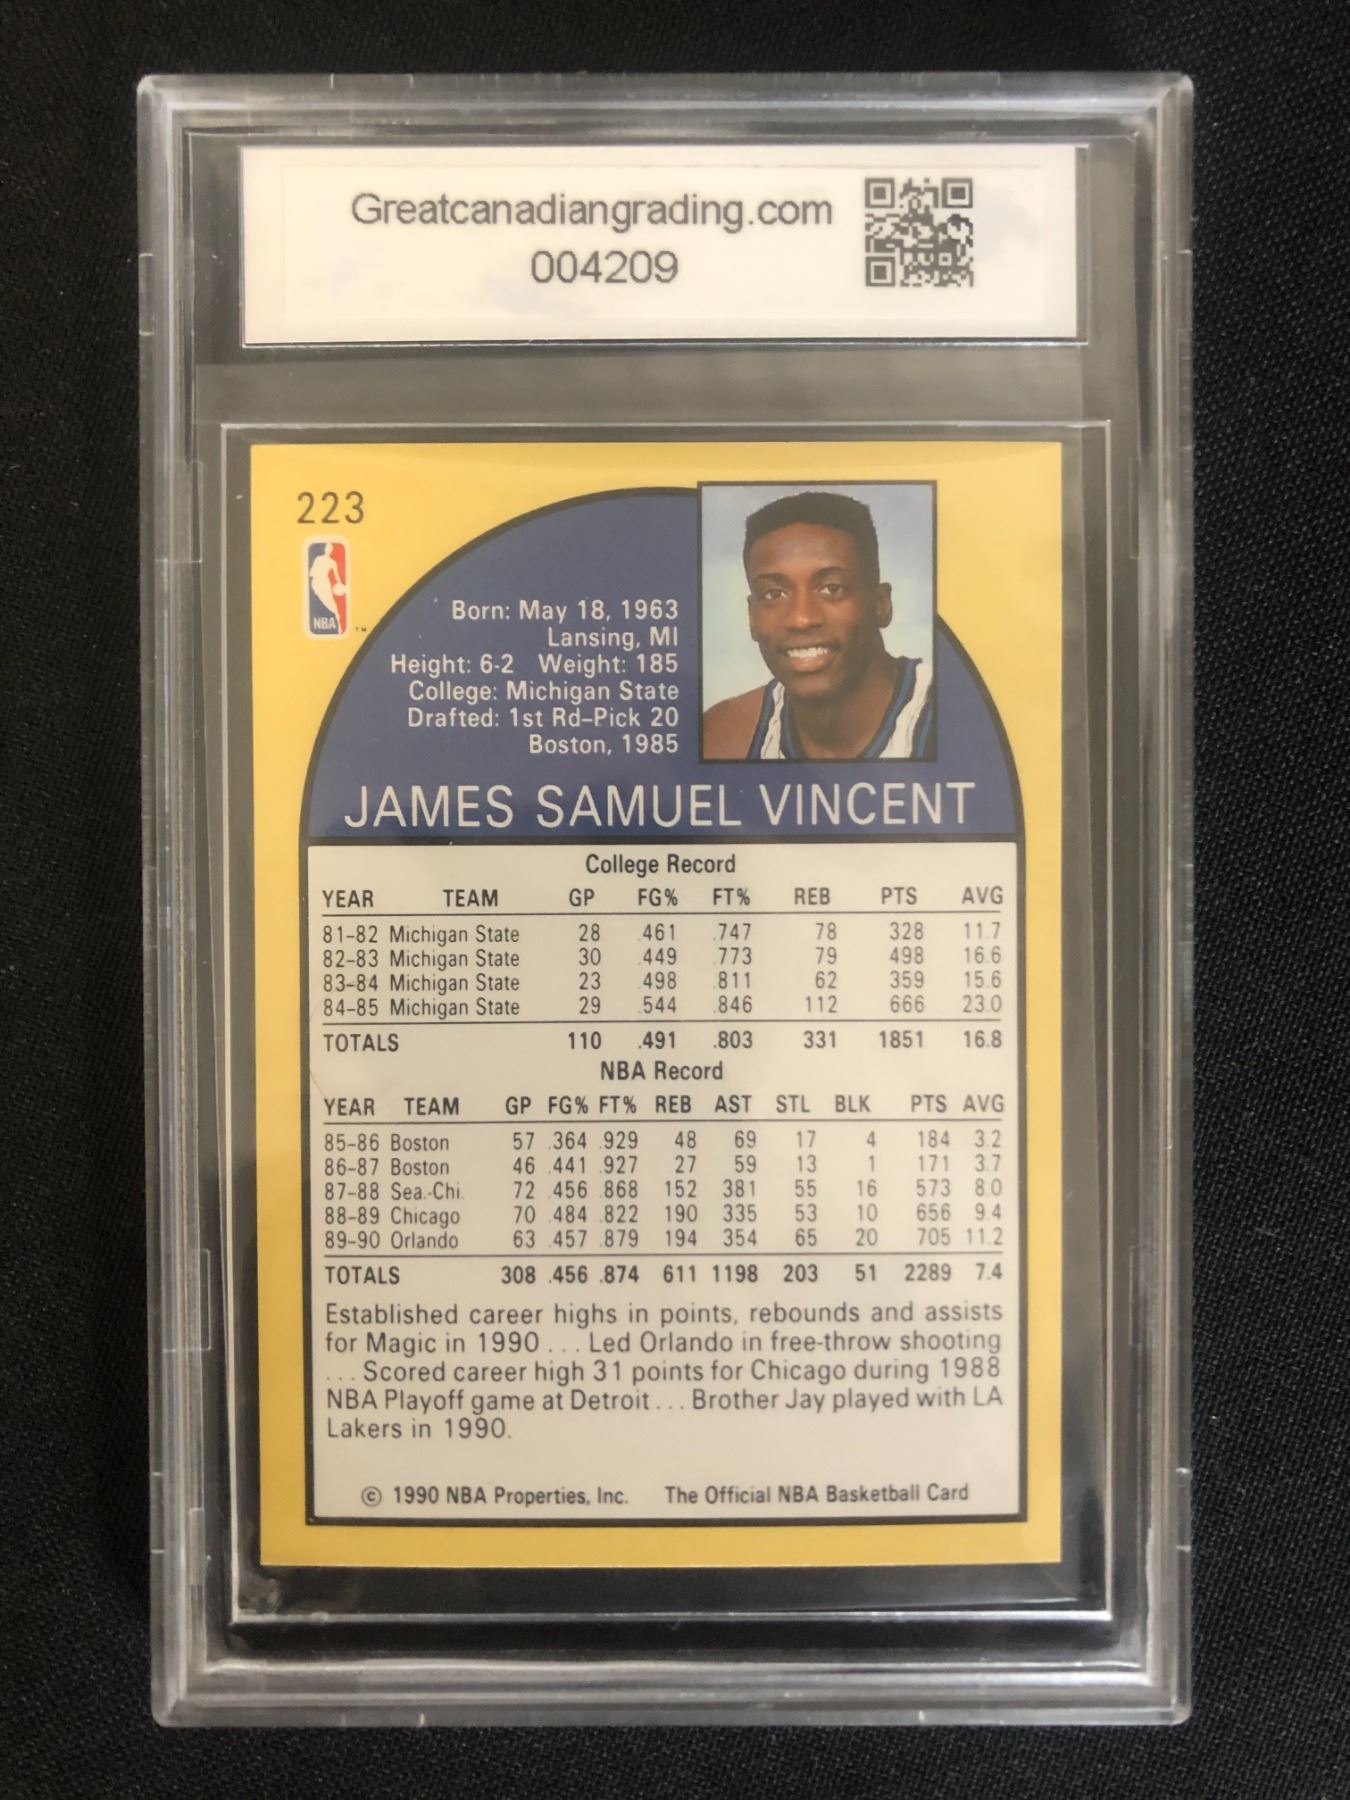 Greatcanadiangrading.com
004209
223
NBA
™
Born: May 18, 1963
Lansing, MI
Height: 6-2 Weight: 185
College: Michigan State
Drafted: 1st Rd–Pick 20
Boston, 1985
JAMES SAMUEL VINCENT
College Record
YEAR TEAM GP FG% FT% REB PTS AVG
81–82 Michigan State 28 .461 .747 78 328 11.7
82–83 Michigan State 30 .449 .773 79 498 16.6
83–84 Michigan State 23 .498 .811 62 359 15.6
84–85 Michigan State 29 .544 .846 112 666 23.0
TOTALS 110 .491 .803 331 1851 16.8
NBA Record
YEAR TEAM GP FG% FT% REB AST STL BLK PTS AVG
85–86 Boston 57 .364 .929 48 69 17 4 184 3.2
86–87 Boston 46 .441 .927 27 59 13 1 171 3.7
87–88 Sea.-Chi. 72 .456 .868 152 381 55 16 573 8.0
88–89 Chicago 70 .484 .822 190 335 53 10 656 9.4
89–90 Orlando 63 .457 .879 194 354 65 20 705 11.2
TOTALS 308 .456 .874 611 1198 203 51 2289 7.4
Established career highs in points, rebounds and assists
for Magic in 1990 . . . Led Orlando in free-throw shooting
. . . Scored career high 31 points for Chicago during 1988
NBA Playoff game at Detroit . . . Brother Jay played with LA
Lakers in 1990.
© 1990 NBA Properties, Inc. The Official NBA Basketball Card